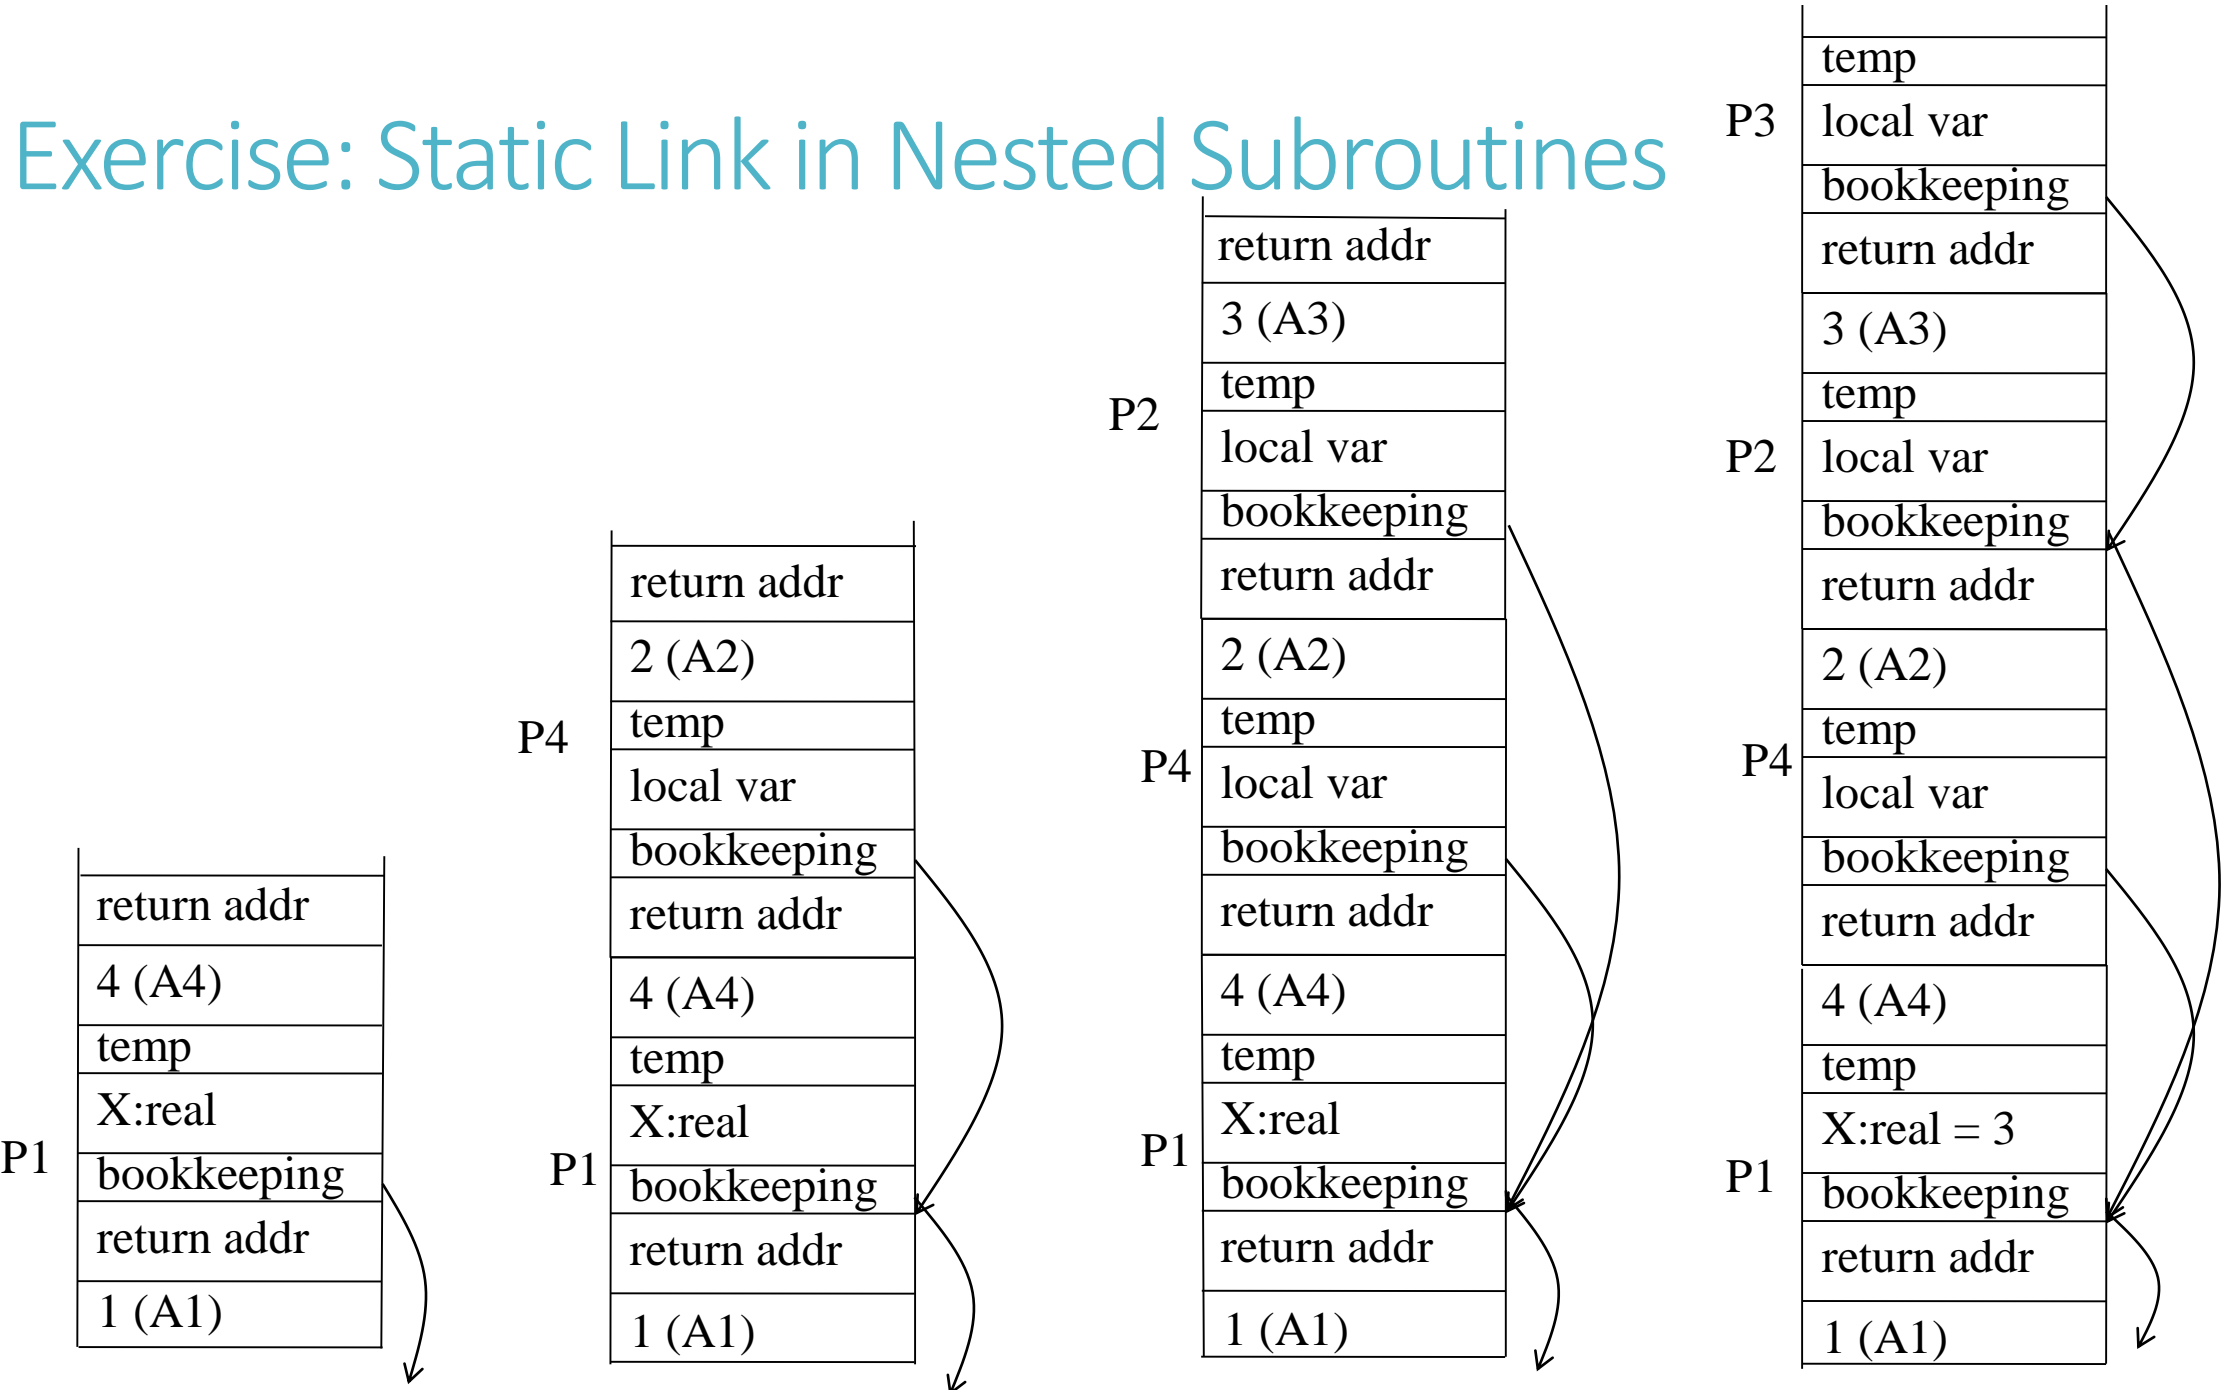 Exercise: Static Link in Nested Subroutines
return addr
4 (A4)
temp
X:real
P1
bookkeeping
return addr
1 (A1)
return addr
2 (A2)
P4
temp
local var
bookkeeping
return addr
4 (A4)
temp
X:real
P1
bookkeeping
return addr
1 (A1)
return addr
3 (A3)
P2
temp
local var
bookkeeping
return addr
2 (A2)
temp
P4
local var
bookkeeping
return addr
4 (A4)
temp
X:real
P1
bookkeeping
return addr
1 (A1)
temp
P3
local var
bookkeeping
return addr
3 (A3)
temp
P2
local var
bookkeeping
return addr
2 (A2)
temp
P4
local var
bookkeeping
return addr
4 (A4)
temp
X:real = 3
P1
bookkeeping
return addr
1 (A1)